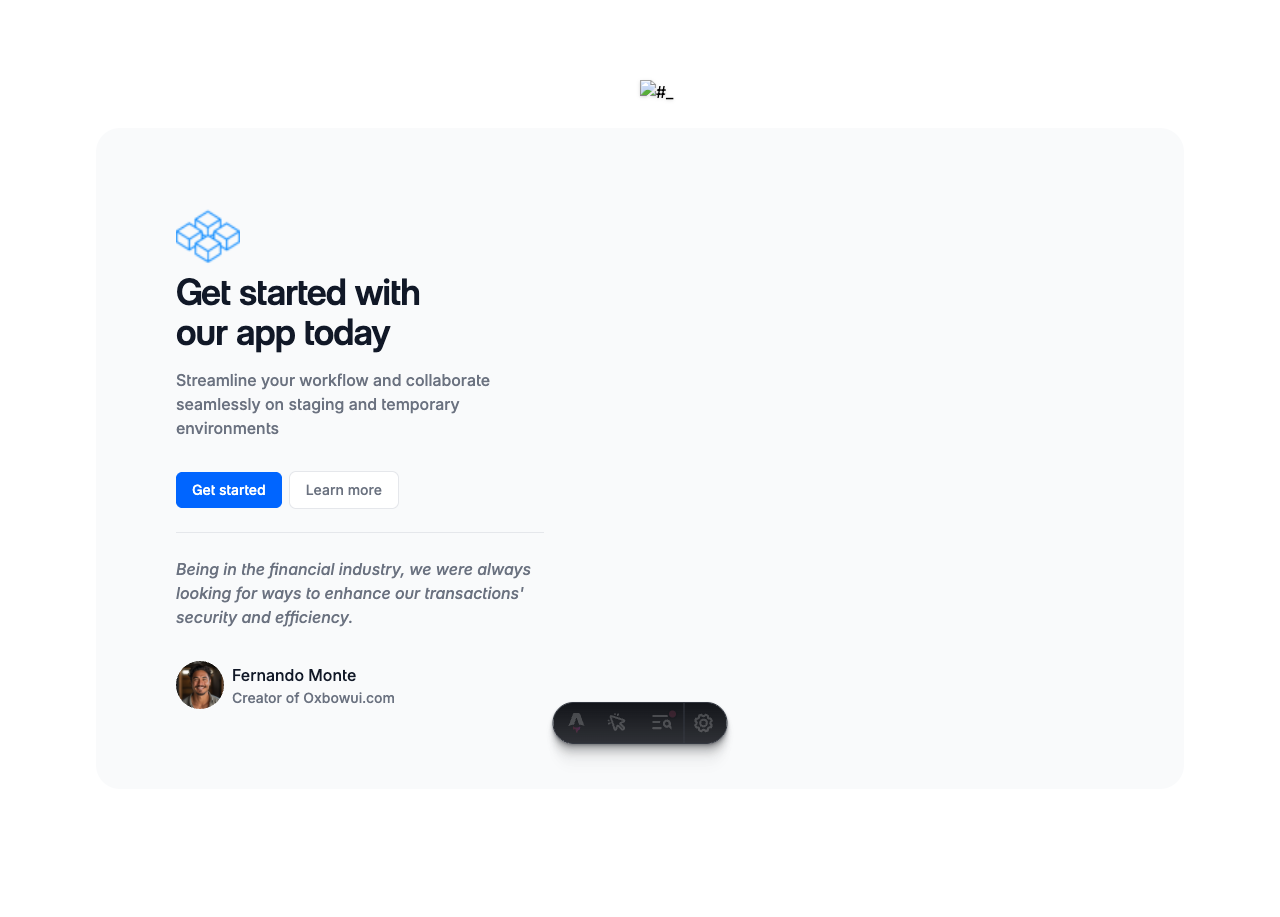 #_
Get started with
our app today
Streamline your workflow and collaborate
seamlessly on staging and temporary
environments
Get started
Learn more
Being in the financial industry, we were always
looking for ways to enhance our transactions'
security and efficiency.
Fernando Monte
Creator of Oxbowui.com